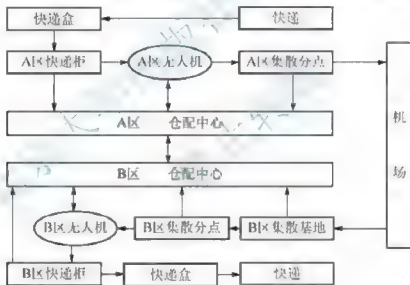 快递盒 快递
A区快递柜 A区无人机 A区集散分点
A区 仓配中心
机场
B区 仓配中心
B区无人机 B区集散分点 B区集散基地
B区快递柜 快递盒 快递